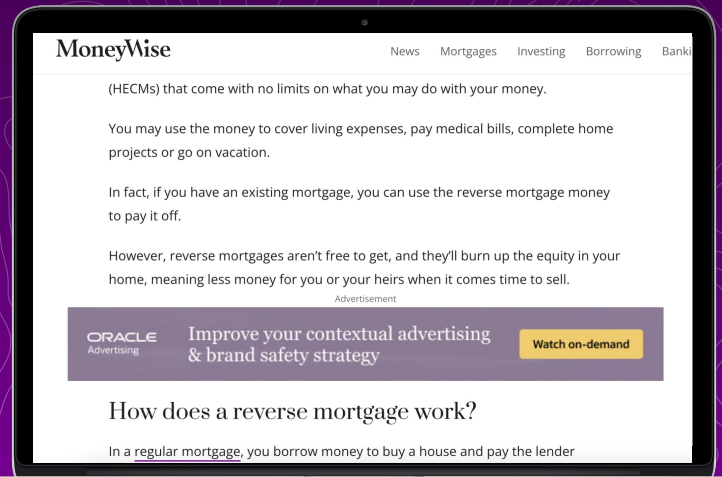 MoneyWise
News Mortgages Investing Borrowing Banki
(HECMs) that come with no limits on what you may do with your money.
You may use the money to cover living expenses, pay medical bills, complete home
projects or go on vacation.
In fact, if you have an existing mortgage, you can use the reverse mortgage money
to pay it off.
However, reverse mortgages aren't free to get, and they'll burn up the equity in your
home, meaning less money for you or your heirs when it comes time to sell.
Advertisement
ORACLE
Advertising
Improve your contextual advertising
& brand safety strategy
Watch on-demand
How does a reverse mortgage work?
In a regular mortgage, you borrow money to buy a house and pay the lender